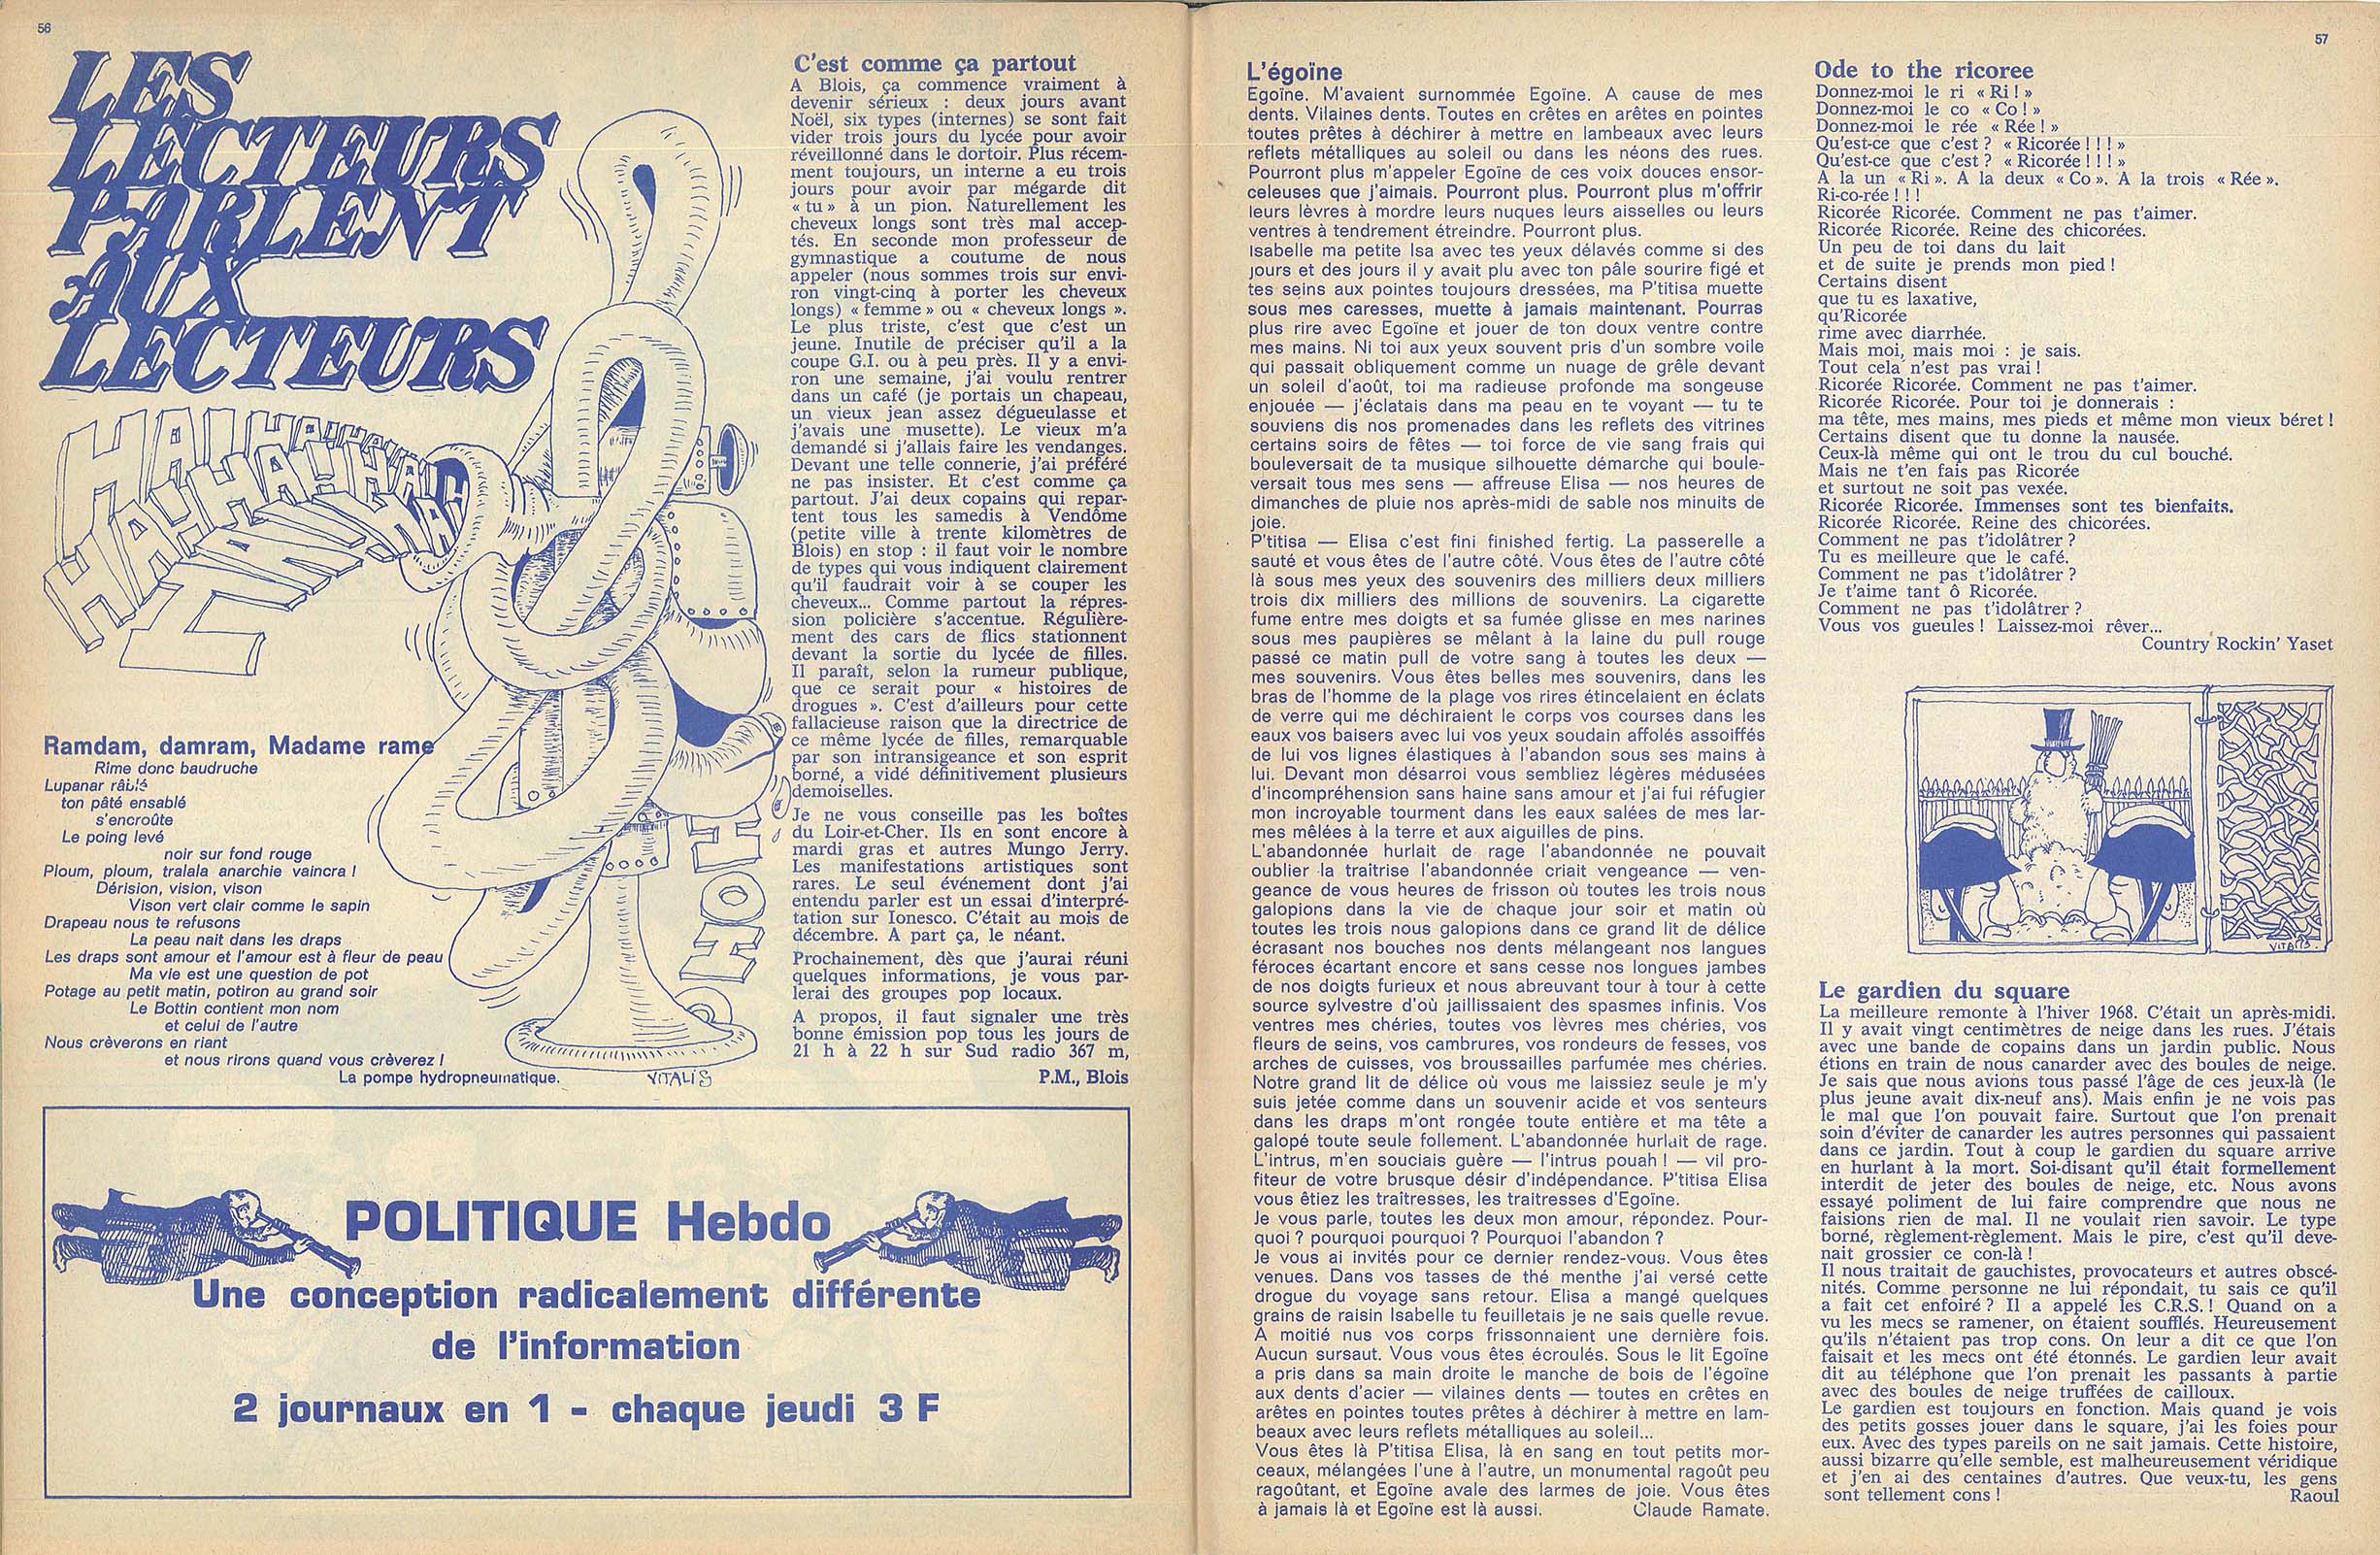 56
LES
LECTEURS
PARLENT
AUX
LECTEURS
HA! HA! HA! HA!
HA! HA! HA! HA! HA!
HA! HA! HA!
HO HO HO
Ramdam, damram, Madame rame
Rime donc baudruche
Lupanar râblé
ton pâté ensablé
s'encroûte
Le poing levé
noir sur fond rouge
Ploum, ploum, tralala anarchie vaincra !
Dérision, vision, vison
Vison vert clair comme le sapin
Drapeau nous te refusons
La peau nait dans les draps
Les draps sont amour et l'amour est à fleur de peau
Ma vie est une question de pot
Potage au petit matin, potiron au grand soir
Le Bottin contient mon nom
et celui de l'autre
Nous crèverons en riant
et nous rirons quand vous crèverez !
La pompe hydropneumatique.
VITALIS
C'est comme ça partout
A Blois, ça commence vraiment à
devenir sérieux : deux jours avant
Noël, six types (internes) se sont fait
vider trois jours du lycée pour avoir
réveillonné dans le dortoir. Plus récem-
ment toujours, un interne a eu trois
jours pour avoir par mégarde dit
« tu » à un pion. Naturellement les
cheveux longs sont très mal accep-
tés. En seconde mon professeur de
gymnastique a coutume de nous
appeler (nous sommes trois sur envi-
ron vingt-cinq à porter les cheveux
longs) « femme » ou « cheveux longs ».
Le plus triste, c'est que c'est un
jeune. Inutile de préciser qu'il a la
coupe G.I. ou à peu près. Il y a envi-
ron une semaine, j'ai voulu rentrer
dans un café (je portais un chapeau,
un vieux jean assez dégueulasse et
j'avais une musette). Le vieux m'a
demandé si j'allais faire les vendanges.
Devant une telle connerie, j'ai préféré
ne pas insister. Et c'est comme ça
partout. J'ai deux copains qui repar-
tent tous les samedis à Vendôme
(petite ville à trente kilomètres de
Blois) en stop : il faut voir le nombre
de types qui vous indiquent clairement
qu'il faudrait voir à se couper les
cheveux... Comme partout la répres-
sion policière s'accentue. Régulière-
ment des cars de flics stationnent
devant la sortie du lycée de filles.
Il paraît, selon la rumeur publique,
que ce serait pour « histoires de
drogues ». C'est d'ailleurs pour cette
fallacieuse raison que la directrice de
ce même lycée de filles, remarquable
par son intransigeance et son esprit
borné, a vidé définitivement plusieurs
demoiselles.
Je ne vous conseille pas les boîtes
du Loir-et-Cher. Ils en sont encore à
mardi gras et autres Mungo Jerry.
Les manifestations artistiques sont
rares. Le seul événement dont j'ai
entendu parler est un essai d'interpré-
tation sur Ionesco. C'était au mois de
décembre. A part ça, le néant.
Prochainement, dès que j'aurai réuni
quelques informations, je vous par-
lerai des groupes pop locaux.
A propos, il faut signaler une très
bonne émission pop tous les jours de
21 h à 22 h sur Sud radio 367 m,
P.M., Blois
POLITIQUE Hebdo
Une conception radicalement différente
de l'information
2 journaux en 1 - chaque jeudi 3 F
57
L'égoïne
Egoïne. M'avaient surnommée Egoïne. A cause de mes
dents. Vilaines dents. Toutes en crêtes en arêtes en pointes
toutes prêtes à déchirer à mettre en lambeaux avec leurs
reflets métalliques au soleil ou dans les néons des rues.
Pourront plus m'appeler Egoïne de ces voix douces ensor-
celeuses que j'aimais. Pourront plus. Pourront plus m'offrir
leurs lèvres à mordre leurs nuques leurs aisselles ou leurs
ventres à tendrement étreindre. Pourront plus.
Isabelle ma petite Isa avec tes yeux délavés comme si des
jours et des jours il y avait plu avec ton pâle sourire figé et
tes seins aux pointes toujours dressées, ma P'titisa muette
sous mes caresses, muette à jamais maintenant. Pourras
plus rire avec Egoïne et jouer de ton doux ventre contre
mes mains. Ni toi aux yeux souvent pris d'un sombre voile
qui passait obliquement comme un nuage de grêle devant
un soleil d'août, toi ma radieuse profonde ma songeuse
enjouée — j'éclatais dans ma peau en te voyant — tu te
souviens dis nos promenades dans les reflets des vitrines
certains soirs de fêtes — toi force de vie sang frais qui
bouleversait de ta musique silhouette démarche qui boule-
versait tous mes sens — affreuse Elisa — nos heures de
dimanches de pluie nos après-midi de sable nos minuits de
joie.
P'titisa — Elisa c'est fini finished fertig. La passerelle a
sauté et vous êtes de l'autre côté. Vous êtes de l'autre côté
là sous mes yeux des souvenirs des milliers deux milliers
trois dix milliers des millions de souvenirs. La cigarette
fume entre mes doigts et sa fumée glisse en mes narines
sous mes paupières se mêlant à la laine du pull rouge
passé ce matin pull de votre sang à toutes les deux —
mes souvenirs. Vous êtes belles mes souvenirs, dans les
bras de l'homme de la plage vos rires étincelaient en éclats
de verre qui me déchiraient le corps vos courses dans les
eaux vos baisers avec lui vos yeux soudain affolés assoiffés
de lui vos lignes élastiques à l'abandon sous ses mains à
lui. Devant mon désarroi vous sembliez légères médusées
d'incompréhension sans haine sans amour et j'ai fui réfugier
mon incroyable tourment dans les eaux salées de mes lar-
mes mêlées à la terre et aux aiguilles de pins.
L'abandonnée hurlait de rage l'abandonnée ne pouvait
oublier la traitrise l'abandonnée criait vengeance — ven-
geance de vous heures de frisson où toutes les trois nous
galopions dans la vie de chaque jour soir et matin où
toutes les trois nous galopions dans ce grand lit de délice
écrasant nos bouches nos dents mélangeant nos langues
féroces écartant encore et sans cesse nos longues jambes
de nos doigts furieux et nous abreuvant tour à tour à cette
source sylvestre d'où jaillissaient des spasmes infinis. Vos
ventres mes chéries, toutes vos lèvres mes chéries, vos
fleurs de seins, vos cambrures, vos rondeurs de fesses, vos
arches de cuisses, vos broussailles parfumée mes chéries.
Notre grand lit de délice où vous me laissiez seule je m'y
suis jetée comme dans un souvenir acide et vos senteurs
dans les draps m'ont rongée toute entière et ma tête a
galopé toute seule follement. L'abandonnée hurlait de rage.
L'intrus, m'en souciais guère — l'intrus pouah ! — vil pro-
fiteur de votre brusque désir d'indépendance. P'titisa Elisa
vous êtiez les traîtresses, les traitresses d'Egoïne.
Je vous parle, toutes les deux mon amour, répondez. Pour-
quoi ? pourquoi pourquoi ? Pourquoi l'abandon ?
Je vous ai invités pour ce dernier rendez-vous. Vous êtes
venues. Dans vos tasses de thé menthe j'ai versé cette
drogue du voyage sans retour. Elisa a mangé quelques
grains de raisin Isabelle tu feuilletais je ne sais quelle revue.
A moitié nus vos corps frissonnaient une dernière fois.
Aucun sursaut. Vous vous êtes écroulés. Sous le lit Egoïne
a pris dans sa main droite le manche de bois de l'égoïne
aux dents d'acier — vilaines dents — toutes en crêtes en
arêtes en pointes toutes prêtes à déchirer à mettre en lam-
beaux avec leurs reflets métalliques au soleil...
Vous êtes là P'titisa Elisa, là en sang en tout petits mor-
ceaux, mélangées l'une à l'autre, un monumental ragoût peu
ragoûtant, et Egoïne avale des larmes de joie. Vous êtes
à jamais là et Egoïne est là aussi. Claude Ramate.
Ode to the ricoree
Donnez-moi le ri « Ri ! »
Donnez-moi le co « Co ! »
Donnez-moi le rée « Rée ! »
Qu'est-ce que c'est ? « Ricorée ! ! ! »
Qu'est-ce que c'est ? « Ricorée ! ! ! »
A la un « Ri ». A la deux « Co ». A la trois « Rée ».
Ri-co-rée ! ! !
Ricorée Ricorée. Comment ne pas t'aimer.
Ricorée Ricorée. Reine des chicorées.
Un peu de toi dans du lait
et de suite je prends mon pied !
Certains disent
que tu es laxative,
qu'Ricorée
rime avec diarrhée.
Mais moi, mais moi : je sais.
Tout cela n'est pas vrai !
Ricorée Ricorée. Comment ne pas t'aimer.
Ricorée Ricorée. Pour toi je donnerais :
ma tête, mes mains, mes pieds et même mon vieux béret !
Certains disent que tu donne la nausée.
Ceux-là même qui ont le trou du cul bouché.
Mais ne t'en fais pas Ricorée
et surtout ne soit pas vexée.
Ricorée Ricorée. Immenses sont tes bienfaits.
Ricorée Ricorée. Reine des chicorées.
Comment ne pas t'idolâtrer ?
Tu es meilleure que le café.
Comment ne pas t'idolâtrer ?
Je t'aime tant ô Ricorée.
Comment ne pas t'idolâtrer ?
Vous vos gueules ! Laissez-moi rêver...
Country Rockin' Yaset
VITALIS
Le gardien du square
La meilleure remonte à l'hiver 1968. C'était un après-midi.
Il y avait vingt centimètres de neige dans les rues. J'étais
avec une bande de copains dans un jardin public. Nous
étions en train de nous canarder avec des boules de neige.
Je sais que nous avions tous passé l'âge de ces jeux-là (le
plus jeune avait dix-neuf ans). Mais enfin je ne vois pas
le mal que l'on pouvait faire. Surtout que l'on prenait
soin d'éviter de canarder les autres personnes qui passaient
dans ce jardin. Tout à coup le gardien du square arrive
en hurlant à la mort. Soi-disant qu'il était formellement
interdit de jeter des boules de neige, etc. Nous avons
essayé poliment de lui faire comprendre que nous ne
faisions rien de mal. Il ne voulait rien savoir. Le type
borné, règlement-règlement. Mais le pire, c'est qu'il deve-
nait grossier ce con-là !
Il nous traitait de gauchistes, provocateurs et autres obscé-
nités. Comme personne ne lui répondait, tu sais ce qu'il
a fait cet enfoiré ? Il a appelé les C.R.S. ! Quand on a
vu les mecs se ramener, on étaient soufflés. Heureusement
qu'ils n'étaient pas trop cons. On leur a dit ce que l'on
faisait et les mecs ont été étonnés. Le gardien leur avait
dit au téléphone que l'on prenait les passants à partie
avec des boules de neige truffées de cailloux.
Le gardien est toujours en fonction. Mais quand je vois
des petits gosses jouer dans le square, j'ai les foies pour
eux. Avec des types pareils on ne sait jamais. Cette histoire,
aussi bizarre qu'elle semble, est malheureusement véridique
et j'en ai des centaines d'autres. Que veux-tu, les gens
sont tellement cons ! Raoul